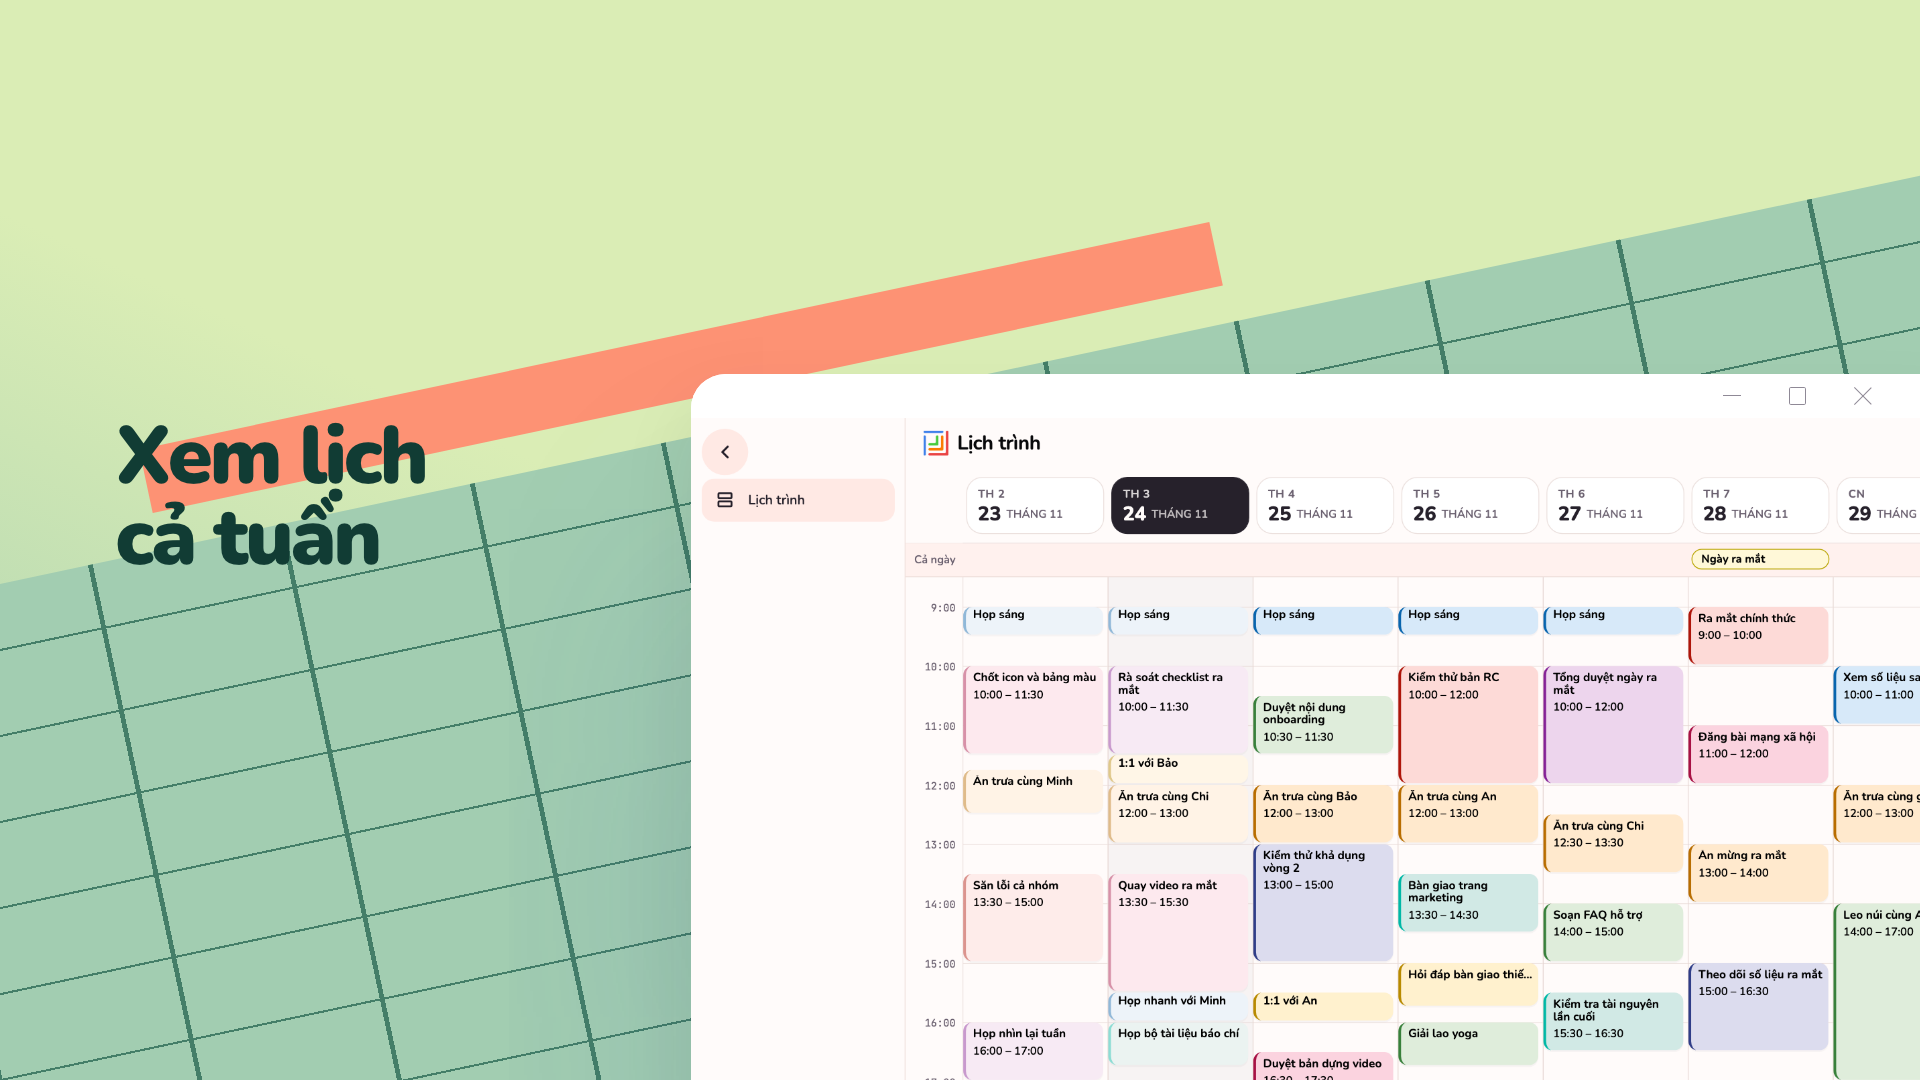 Xem lịch
cả tuần
Lịch trình
Lịch trình
TH 2
23 THÁNG 11
TH 3
24 THÁNG 11
TH 4
25 THÁNG 11
TH 5
26 THÁNG 11
TH 6
27 THÁNG 11
TH 7
28 THÁNG 11
CN
29 THÁNG
Cả ngày
Ngày ra mắt
9:00
10:00
11:00
12:00
13:00
14:00
15:00
16:00
Họp sáng
Chốt icon và bảng màu
10:00 – 11:30
Ăn trưa cùng Minh
Săn lỗi cả nhóm
13:30 – 15:00
Họp nhìn lại tuần
16:00 – 17:00
Họp sáng
Rà soát checklist ra
mắt
10:00 – 11:30
1:1 với Bảo
Ăn trưa cùng Chi
12:00 – 13:00
Quay video ra mắt
13:30 – 15:30
Họp nhanh với Minh
Họp bộ tài liệu báo chí
Họp sáng
Duyệt nội dung
onboarding
10:30 – 11:30
Ăn trưa cùng Bảo
12:00 – 13:00
Kiểm thử khả dụng
vòng 2
13:00 – 15:00
1:1 với An
Duyệt bản dựng video
16:30 – 17:30
Họp sáng
Kiểm thử bản RC
10:00 – 12:00
Ăn trưa cùng An
12:00 – 13:00
Bàn giao trang
marketing
13:30 – 14:30
Hỏi đáp bàn giao thiế...
Giải lao yoga
Họp sáng
Tổng duyệt ngày ra
mắt
10:00 – 12:00
Ăn trưa cùng Chi
12:30 – 13:30
Soạn FAQ hỗ trợ
14:00 – 15:00
Kiểm tra tài nguyên
lần cuối
15:30 – 16:30
Ra mắt chính thức
9:00 – 10:00
Đăng bài mạng xã hội
11:00 – 12:00
Ăn mừng ra mắt
13:00 – 14:00
Theo dõi số liệu ra mắt
15:00 – 16:30
Xem số liệu sa
10:00 – 11:00
Ăn trưa cùng g
12:00 – 13:00
Leo núi cùng A
14:00 – 17:00